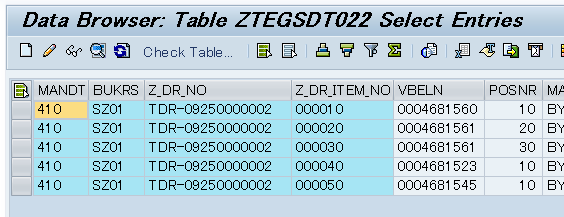 Data Browser: Table ZTEGSDT022 Select Entries
Check Table...
MANDT BUKRS Z_DR_NO Z_DR_ITEM_NO VBELN POSNR MA
410 SZ01 TDR-09250000002 000010 0004681560 10 BY
410 SZ01 TDR-09250000002 000020 0004681561 20 BY
410 SZ01 TDR-09250000002 000030 0004681561 30 BY
410 SZ01 TDR-09250000002 000040 0004681523 10 BY
410 SZ01 TDR-09250000002 000050 0004681545 10 BY